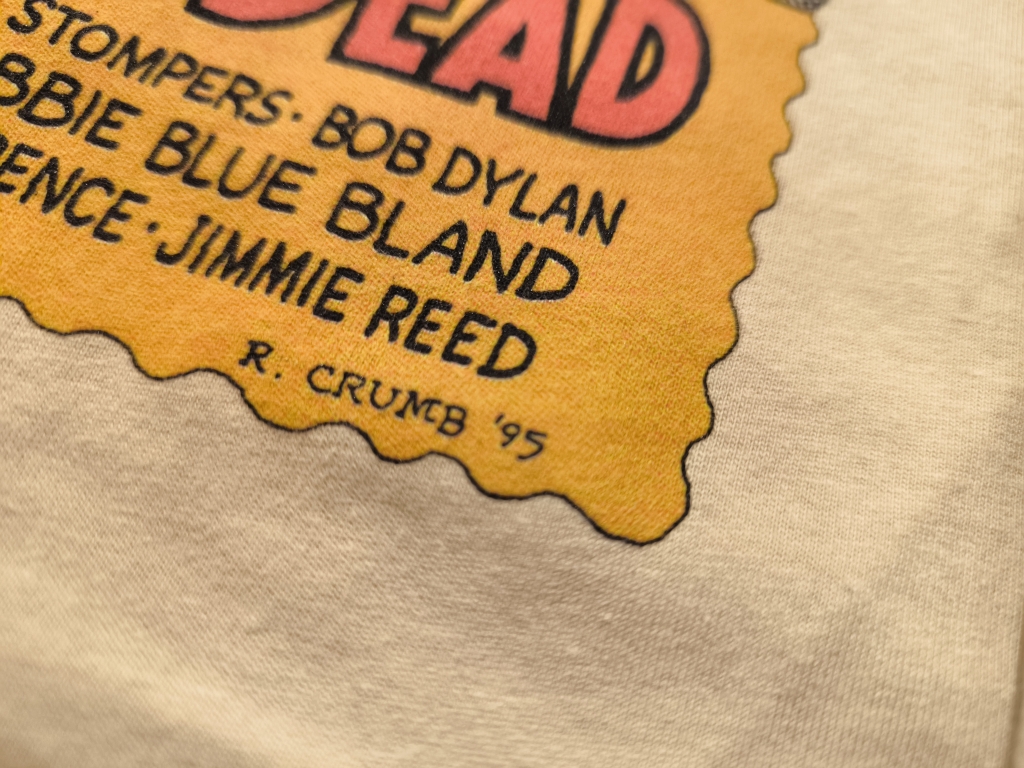 DEAD
STOMPERS · BOB DYLAN
BBIE BLUE BLAND
ENCE · JIMMIE REED
R. CRUMB '95